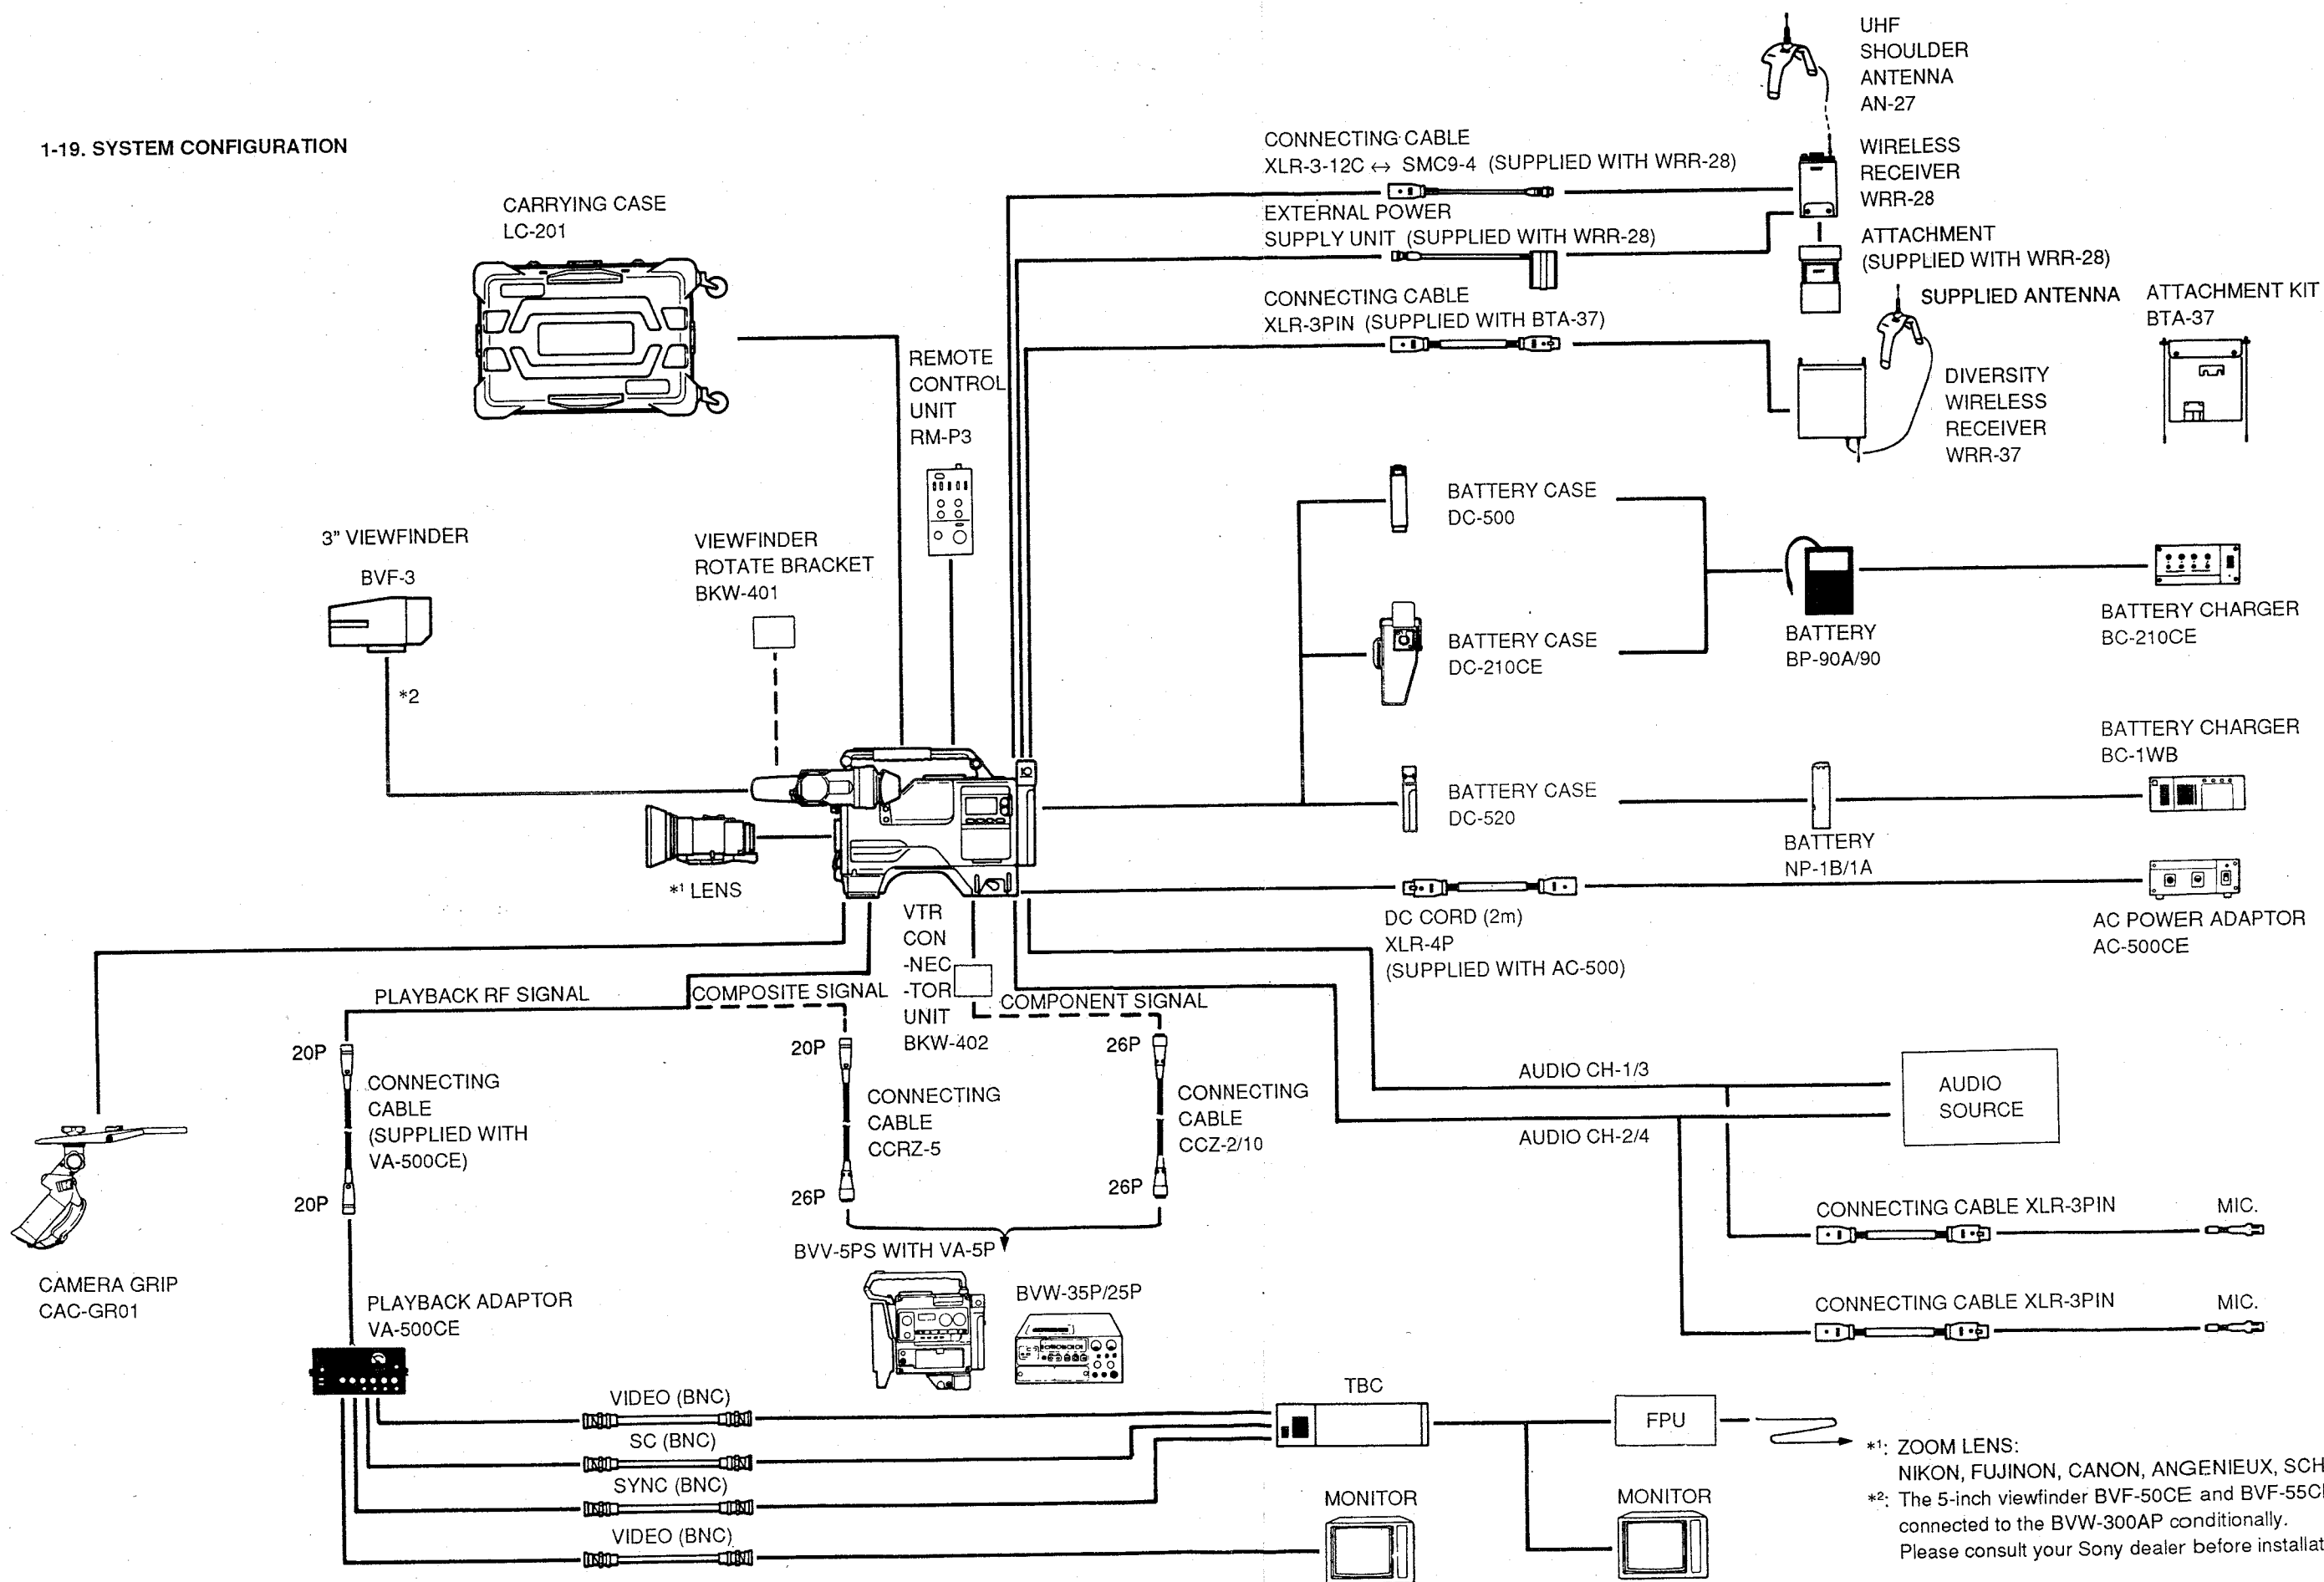 1-19. SYSTEM CONFIGURATION
UHF
SHOULDER
ANTENNA
AN-27
CONNECTING CABLE
XLR-3-12C ↔ SMC9-4 (SUPPLIED WITH WRR-28)
WIRELESS
RECEIVER
WRR-28
EXTERNAL POWER
SUPPLY UNIT (SUPPLIED WITH WRR-28)
ATTACHMENT
(SUPPLIED WITH WRR-28)
CONNECTING CABLE
XLR-3PIN (SUPPLIED WITH BTA-37)
SUPPLIED ANTENNA
ATTACHMENT KIT
BTA-37
DIVERSITY
WIRELESS
RECEIVER
WRR-37
CARRYING CASE
LC-201
REMOTE
CONTROL
UNIT
RM-P3
3" VIEWFINDER
BVF-3
*2
VIEWFINDER
ROTATE BRACKET
BKW-401
BATTERY CASE
DC-500
BATTERY CASE
DC-210CE
BATTERY
BP-90A/90
BATTERY CHARGER
BC-210CE
BATTERY CHARGER
BC-1WB
BATTERY CASE
DC-520
BATTERY
NP-1B/1A
*1 LENS
DC CORD (2m)
XLR-4P
(SUPPLIED WITH AC-500)
AC POWER ADAPTOR
AC-500CE
VTR
CON
-NEC
-TOR
UNIT
BKW-402
PLAYBACK RF SIGNAL
COMPOSITE SIGNAL
COMPONENT SIGNAL
20P
CONNECTING
CABLE
(SUPPLIED WITH
VA-500CE)
20P
20P
CONNECTING
CABLE
CCRZ-5
26P
26P
CONNECTING
CABLE
CCZ-2/10
26P
AUDIO CH-1/3
AUDIO CH-2/4
AUDIO
SOURCE
CONNECTING CABLE XLR-3PIN
MIC.
CONNECTING CABLE XLR-3PIN
MIC.
CAMERA GRIP
CAC-GR01
BVV-5PS WITH VA-5P
BVW-35P/25P
PLAYBACK ADAPTOR
VA-500CE
VIDEO (BNC)
SC (BNC)
SYNC (BNC)
VIDEO (BNC)
TBC
FPU
MONITOR
MONITOR
*1: ZOOM LENS:
NIKON, FUJINON, CANON, ANGENIEUX, SCH
*2: The 5-inch viewfinder BVF-50CE and BVF-55C
connected to the BVW-300AP conditionally.
Please consult your Sony dealer before installat